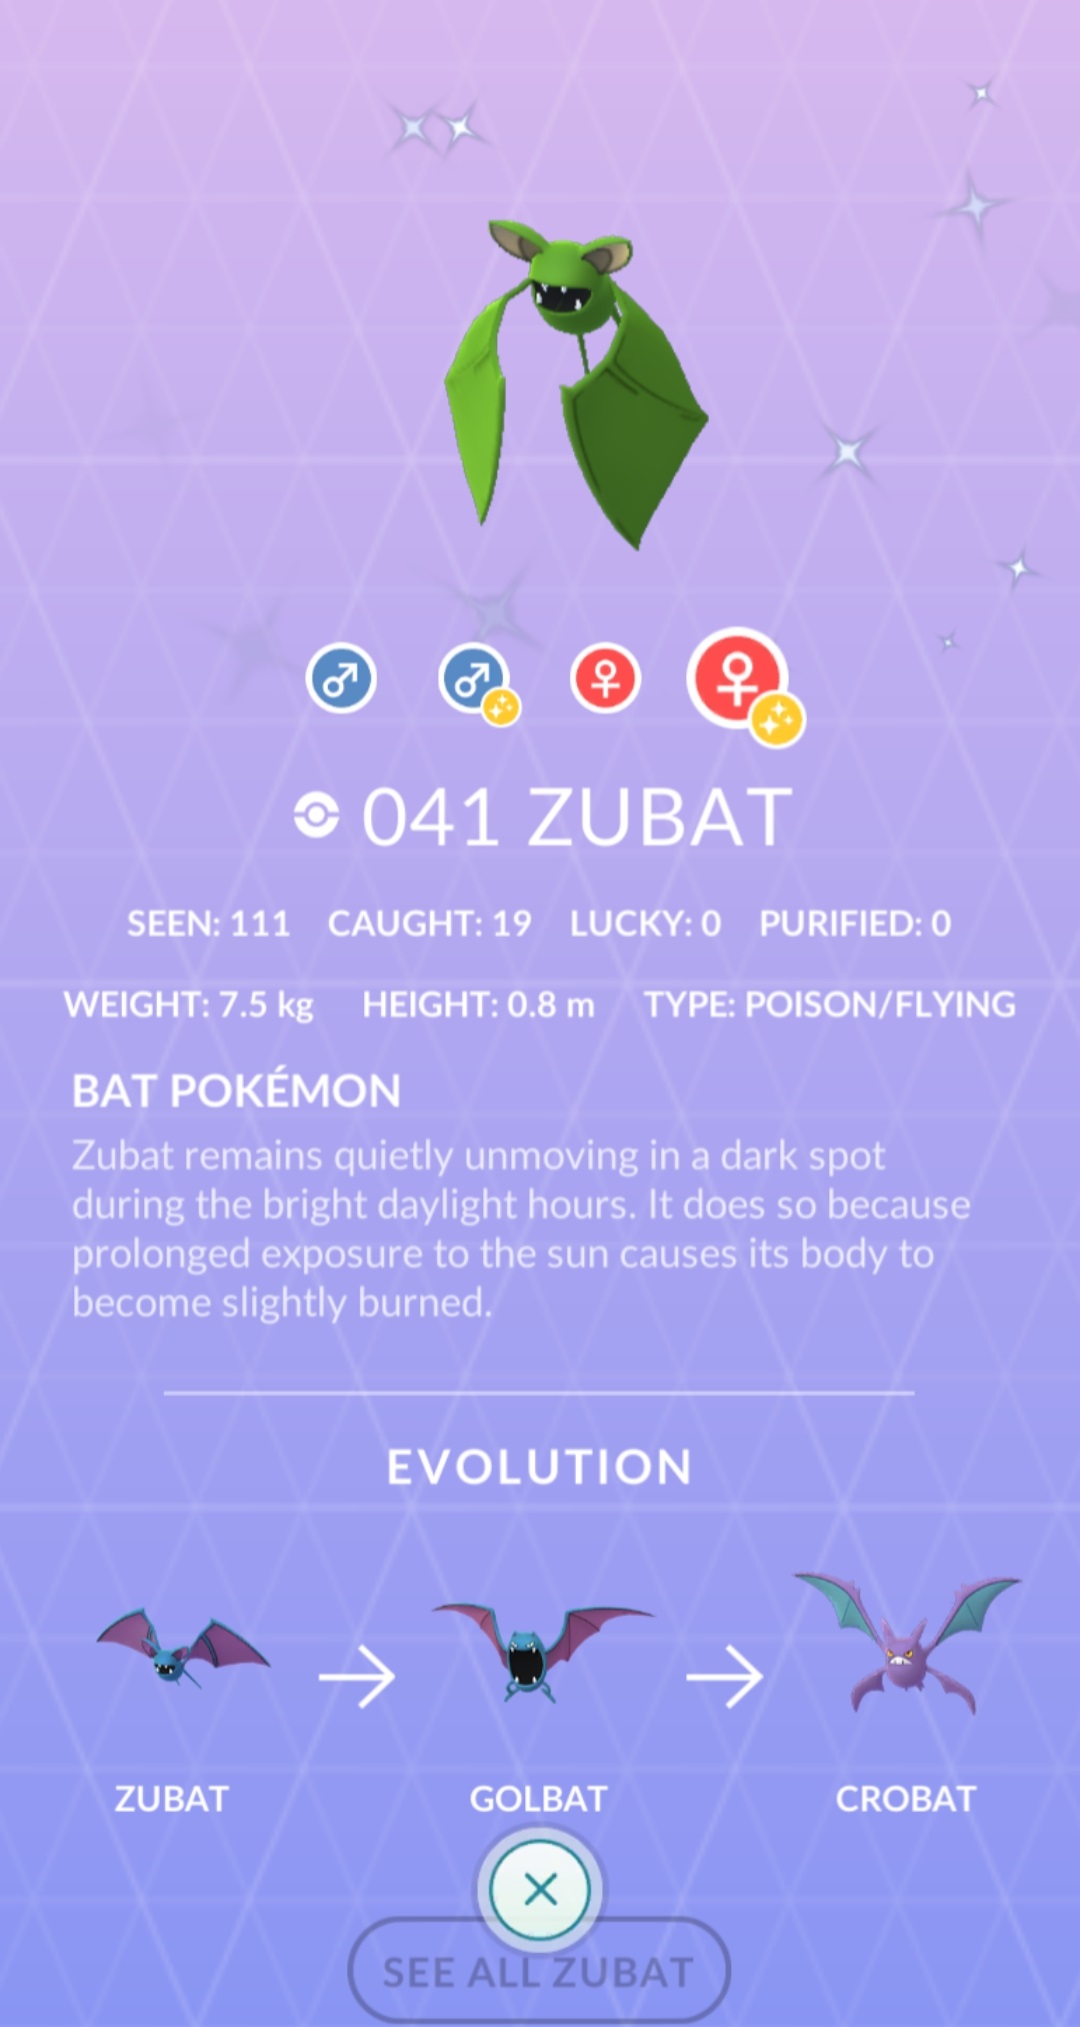 041 ZUBAT
SEEN: 111 CAUGHT: 19 LUCKY: 0 PURIFIED: 0
WEIGHT: 7.5 kg HEIGHT: 0.8 m TYPE: POISON/FLYING
BAT POKÉMON
Zubat remains quietly unmoving in a dark spot
during the bright daylight hours. It does so because
prolonged exposure to the sun causes its body to
become slightly burned.
EVOLUTION
ZUBAT GOLBAT CROBAT
SEE ALL ZUBAT